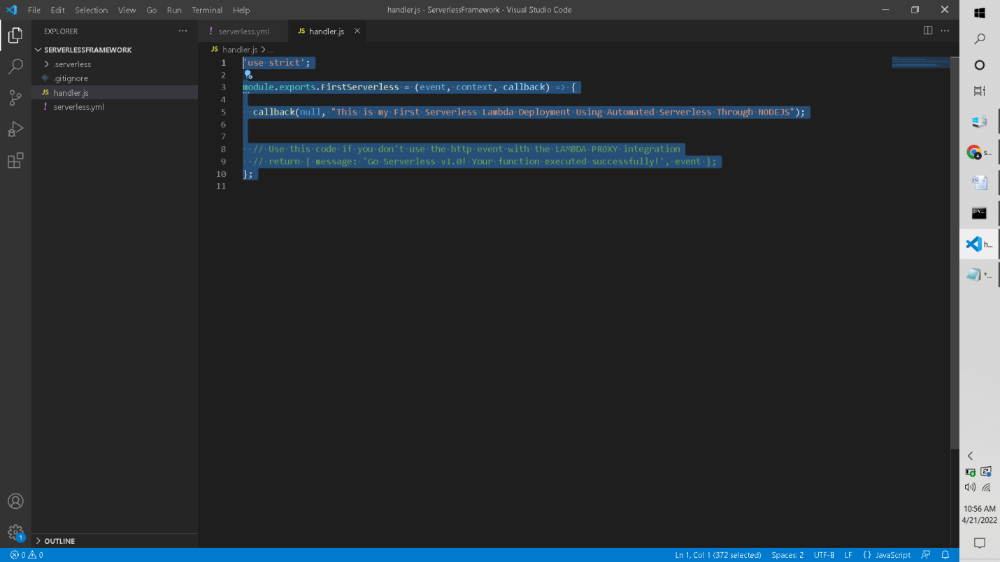 File Edit Selection View Go Run Terminal Help
handler.js - ServerlessFramework - Visual Studio Code
EXPLORER
SERVERLESSFRAMEWORK
.serverless
.gitignore
JS handler.js
! serverless.yml
OUTLINE
! serverless.yml
JS handler.js
JS handler.js > ...
1 'use strict';
2
3 module.exports.FirstServerless = (event, context, callback) => {
4
5 callback(null, "This is my First Serverless Lambda Deployment Using Automated Serverless Through NODEJS");
6
7
8 // Use this code if you don't use the http event with the LAMBDA-PROXY integration
9 // return { message: 'Go Serverless v1.0! Your function executed successfully!', event };
10 };
11
1
0 0
Ln 1, Col 1 (372 selected) Spaces: 2 UTF-8 LF {} JavaScript
s...
h...
*...
10:56 AM
4/21/2022